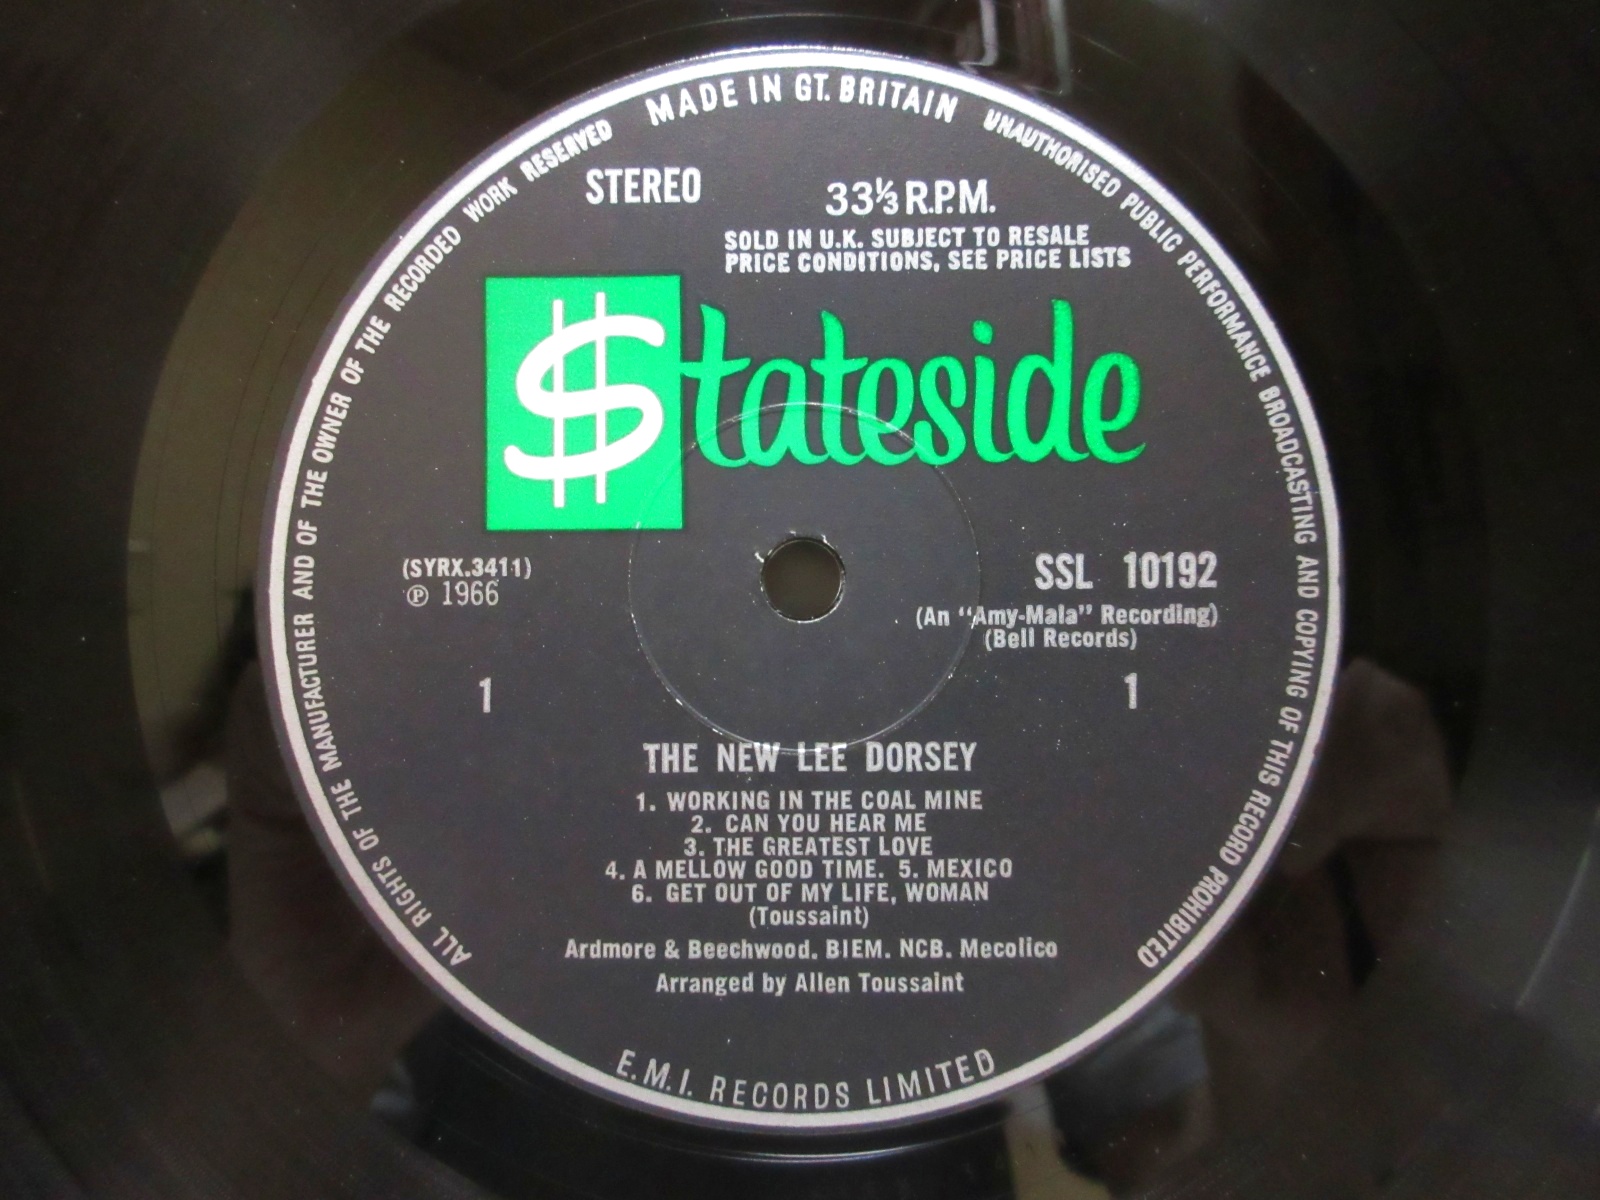 MADE IN GT. BRITAIN
UNAUTHORISED PUBLIC PERFORMANCE BROADCASTING AND COPYING OF THIS RECORD PROHIBITED
ALL RIGHTS OF THE MANUFACTURER AND OF THE OWNER OF THE RECORDED WORK RESERVED
STEREO 33⅓ R.P.M.
SOLD IN U.K. SUBJECT TO RESALE
PRICE CONDITIONS, SEE PRICE LISTS
$tateside
(SYRX.3411) SSL 10192
℗ 1966 (An "Amy-Mala" Recording)
(Bell Records)
1 1
THE NEW LEE DORSEY
1. WORKING IN THE COAL MINE
2. CAN YOU HEAR ME
3. THE GREATEST LOVE
4. A MELLOW GOOD TIME. 5. MEXICO
6. GET OUT OF MY LIFE, WOMAN
(Toussaint)
Ardmore & Beechwood. BIEM. NCB. Mecolico
Arranged by Allen Toussaint
E.M.I. RECORDS LIMITED